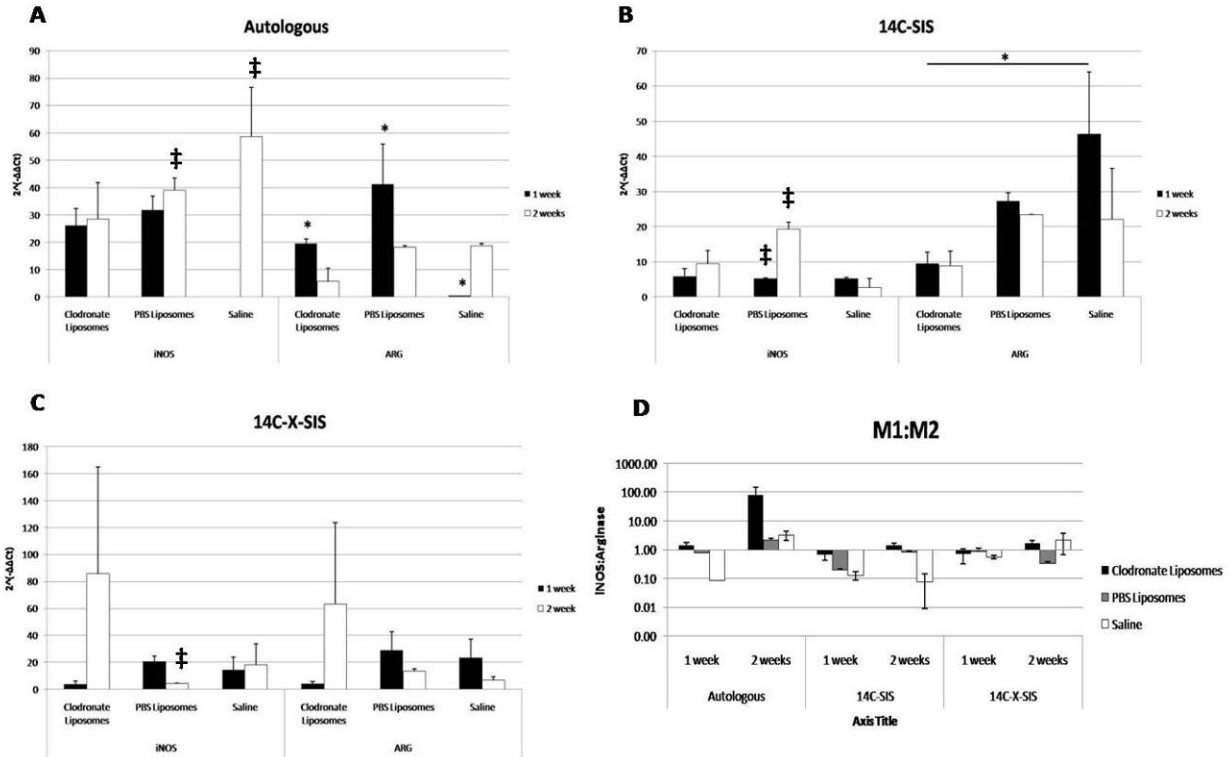 A
Autologous
2^(-ΔΔCt)
90
80
70
60
50
40
30
20
10
0
‡
‡
*
*
*
1 week
2 weeks
Clodronate Liposomes
PBS Liposomes
Saline
Clodronate Liposomes
PBS Liposomes
Saline
iNOS
ARG
B
14C-SIS
2^(-ΔΔCt)
70
60
50
40
30
20
10
0
*
‡
‡
1 week
2 weeks
Clodronate Liposomes
PBS Liposomes
Saline
Clodronate Liposomes
PBS Liposomes
Saline
iNOS
ARG
C
14C-X-SIS
2^(-ΔΔCt)
180
160
140
120
100
80
60
40
20
0
‡
1 week
2 week
Clodronate Liposomes
PBS Liposomes
Saline
Clodronate Liposomes
PBS Liposomes
Saline
iNOS
ARG
D
M1:M2
INOS:Arginase
1000.00
100.00
10.00
1.00
0.10
0.01
0.00
Clodronate Liposomes
PBS Liposomes
Saline
1 week
2 weeks
1 week
2 weeks
1 week
2 weeks
Autologous
14C-SIS
14C-X-SIS
Axis Title